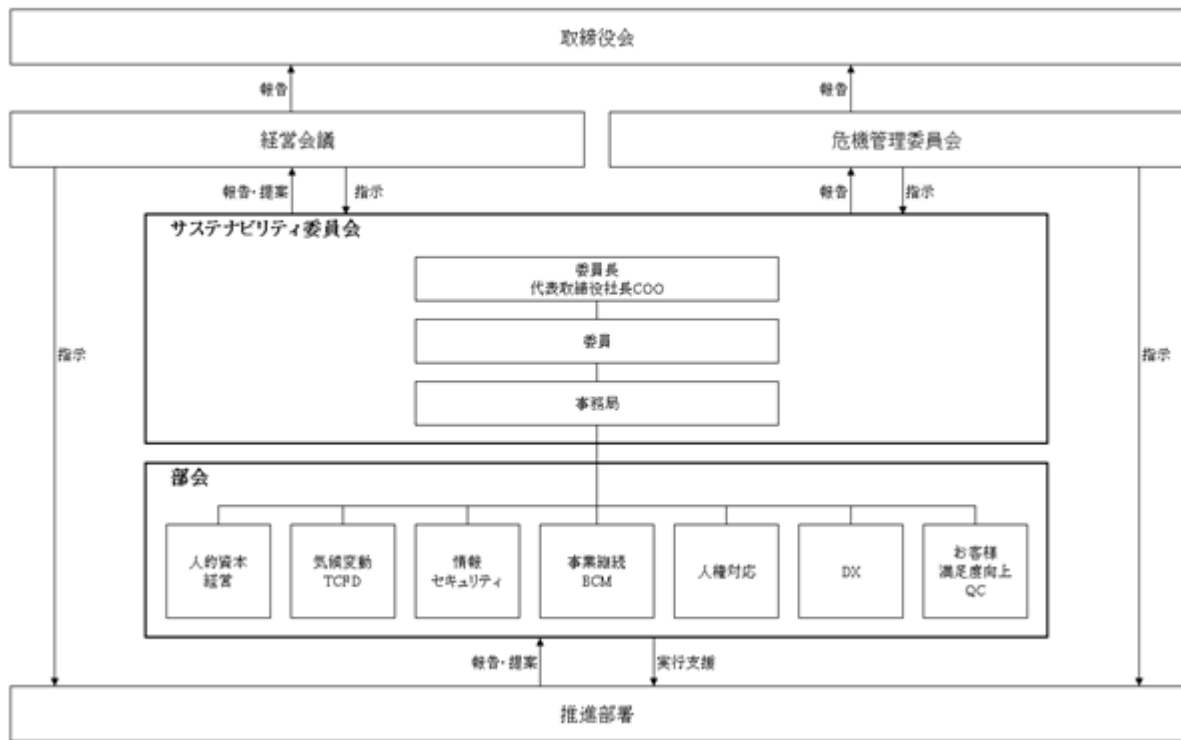 取締役会
報告
報告
経営会議
危機管理委員会
報告・提案
指示
報告
指示
サステナビリティ委員会
委員長
代表取締役社長COO
委員
事務局
指示
指示
部会
人的資本
経営
気候変動
TCFD
情報
セキュリティ
事業継続
BCM
人権対応
DX
お客様
満足度向上
QC
報告・提案
実行支援
推進部署